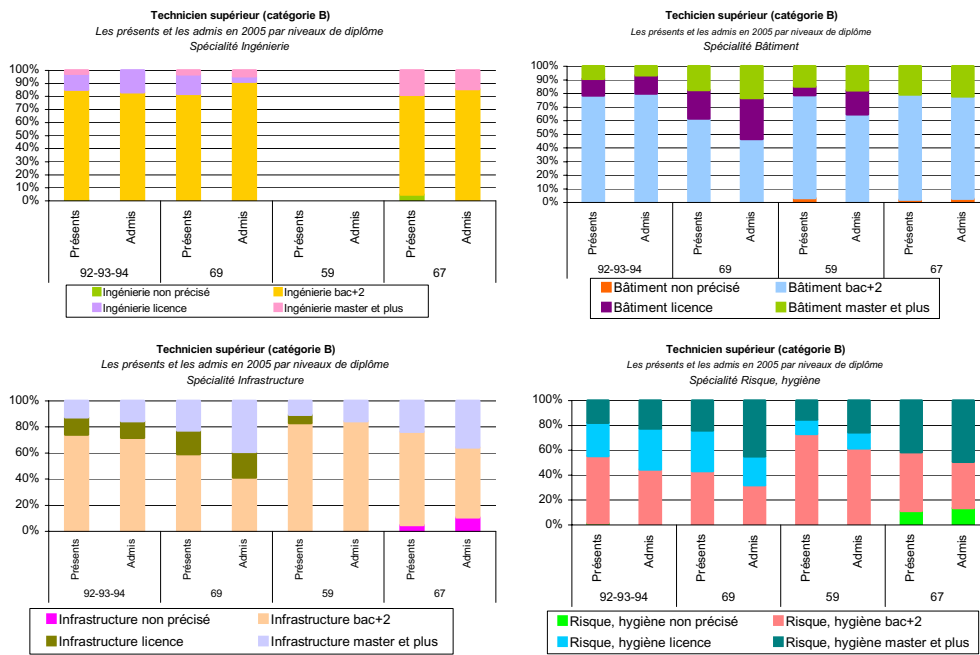 Technicien supérieur (catégorie B)
Les présents et les admis en 2005 par niveaux de diplôme
Spécialité Ingénierie
100%
90%
80%
70%
60%
50%
40%
30%
20%
10%
0%
Présents
Admis
Présents
Admis
Présents
Admis
Présents
Admis
92-93-94
69
59
67
Ingénierie non précisé
Ingénierie bac+2
Ingénierie licence
Ingénierie master et plus
Technicien supérieur (catégorie B)
Les présents et les admis en 2005 par niveaux de diplôme
Spécialité Bâtiment
100%
90%
80%
70%
60%
50%
40%
30%
20%
10%
0%
Présents
Admis
Présents
Admis
Présents
Admis
Présents
Admis
92-93-94
69
59
67
Bâtiment non précisé
Bâtiment bac+2
Bâtiment licence
Bâtiment master et plus
Technicien supérieur (catégorie B)
Les présents et les admis en 2005 par niveaux de diplôme
Spécialité Infrastructure
100%
80%
60%
40%
20%
0%
Présents
Admis
Présents
Admis
Présents
Admis
Présents
Admis
92-93-94
69
59
67
Infrastructure non précisé
Infrastructure bac+2
Infrastructure licence
Infrastructure master et plus
Technicien supérieur (catégorie B)
Les présents et les admis en 2005 par niveaux de diplôme
Spécialité Risque, hygiène
100%
80%
60%
40%
20%
0%
Présents
Admis
Présents
Admis
Présents
Admis
Présents
Admis
92-93-94
69
59
67
Risque, hygiène non précisé
Risque, hygiène bac+2
Risque, hygiène licence
Risque, hygiène master et plus